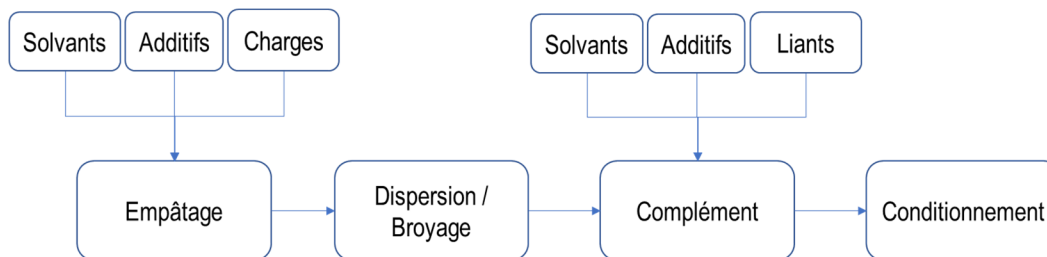 Solvants
Additifs
Charges
Solvants
Additifs
Liants
Empâtage
Dispersion /
Broyage
Complément
Conditionnement